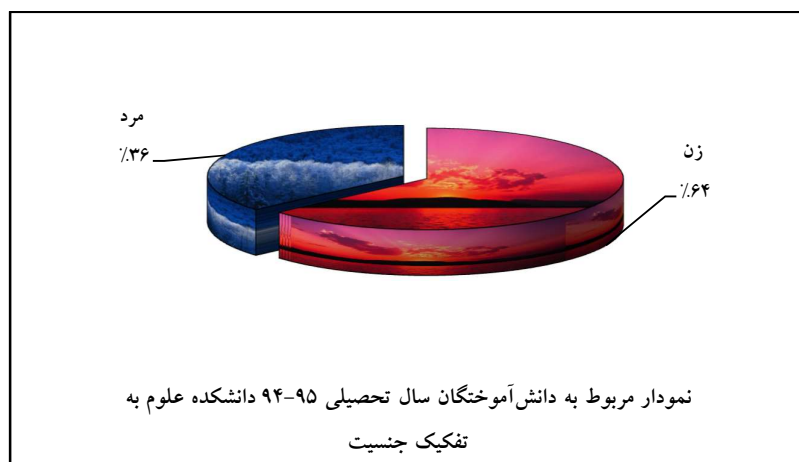 مرد
٪۳۶
زن
٪۶۴
نمودار مربوط به دانش‌آموختگان سال تحصیلی ۹۵-۹۴ دانشکده علوم به
تفکیک جنسیت